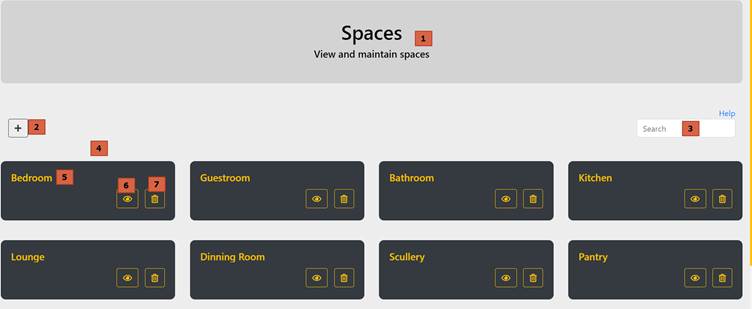 Spaces 1
View and maintain spaces
Help
+ 2
Search 3
4
Bedroom 5
6 7
Guestroom
Bathroom
Kitchen
Lounge
Dinning Room
Scullery
Pantry